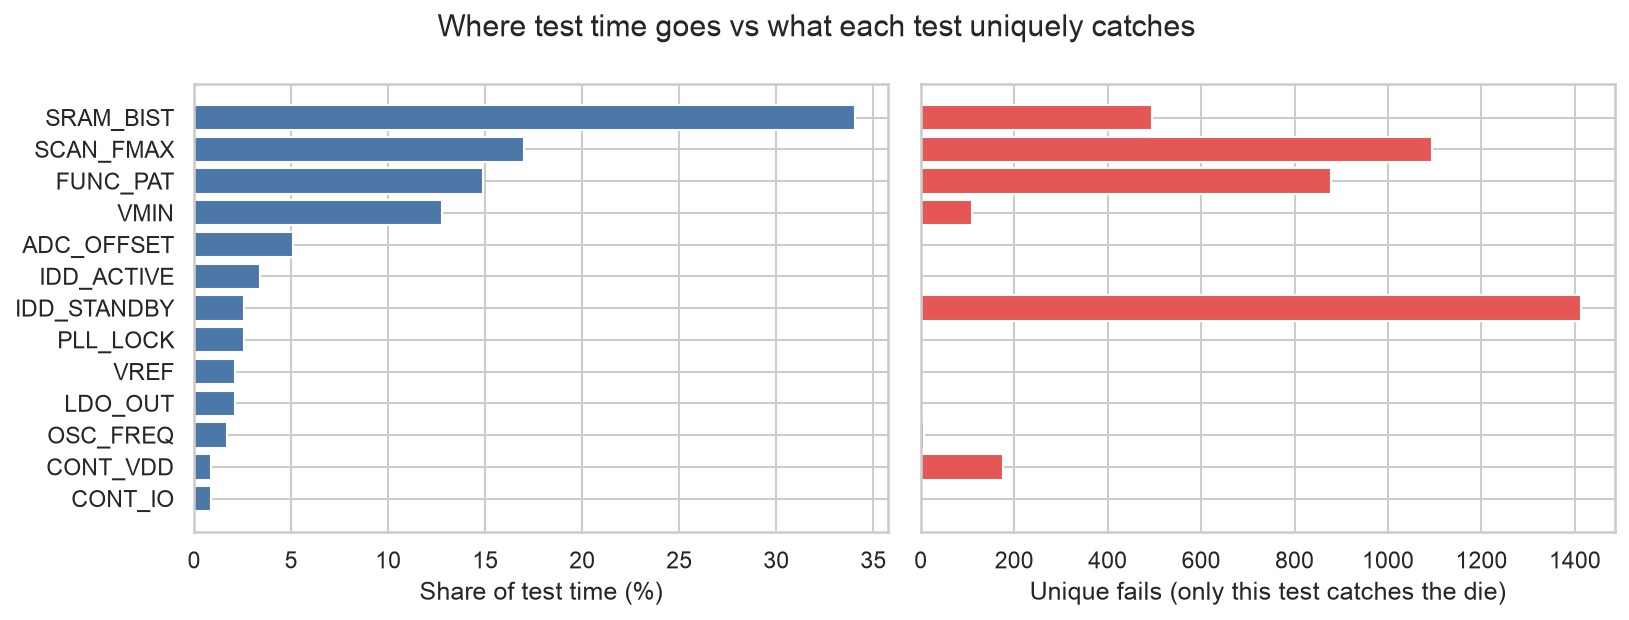 Where test time goes vs what each test uniquely catches
SRAM_BIST
SCAN_FMAX
FUNC_PAT
VMIN
ADC_OFFSET
IDD_ACTIVE
IDD_STANDBY
PLL_LOCK
VREF
LDO_OUT
OSC_FREQ
CONT_VDD
CONT_IO
0 5 10 15 20 25 30 35
Share of test time (%)
0 200 400 600 800 1000 1200 1400
Unique fails (only this test catches the die)